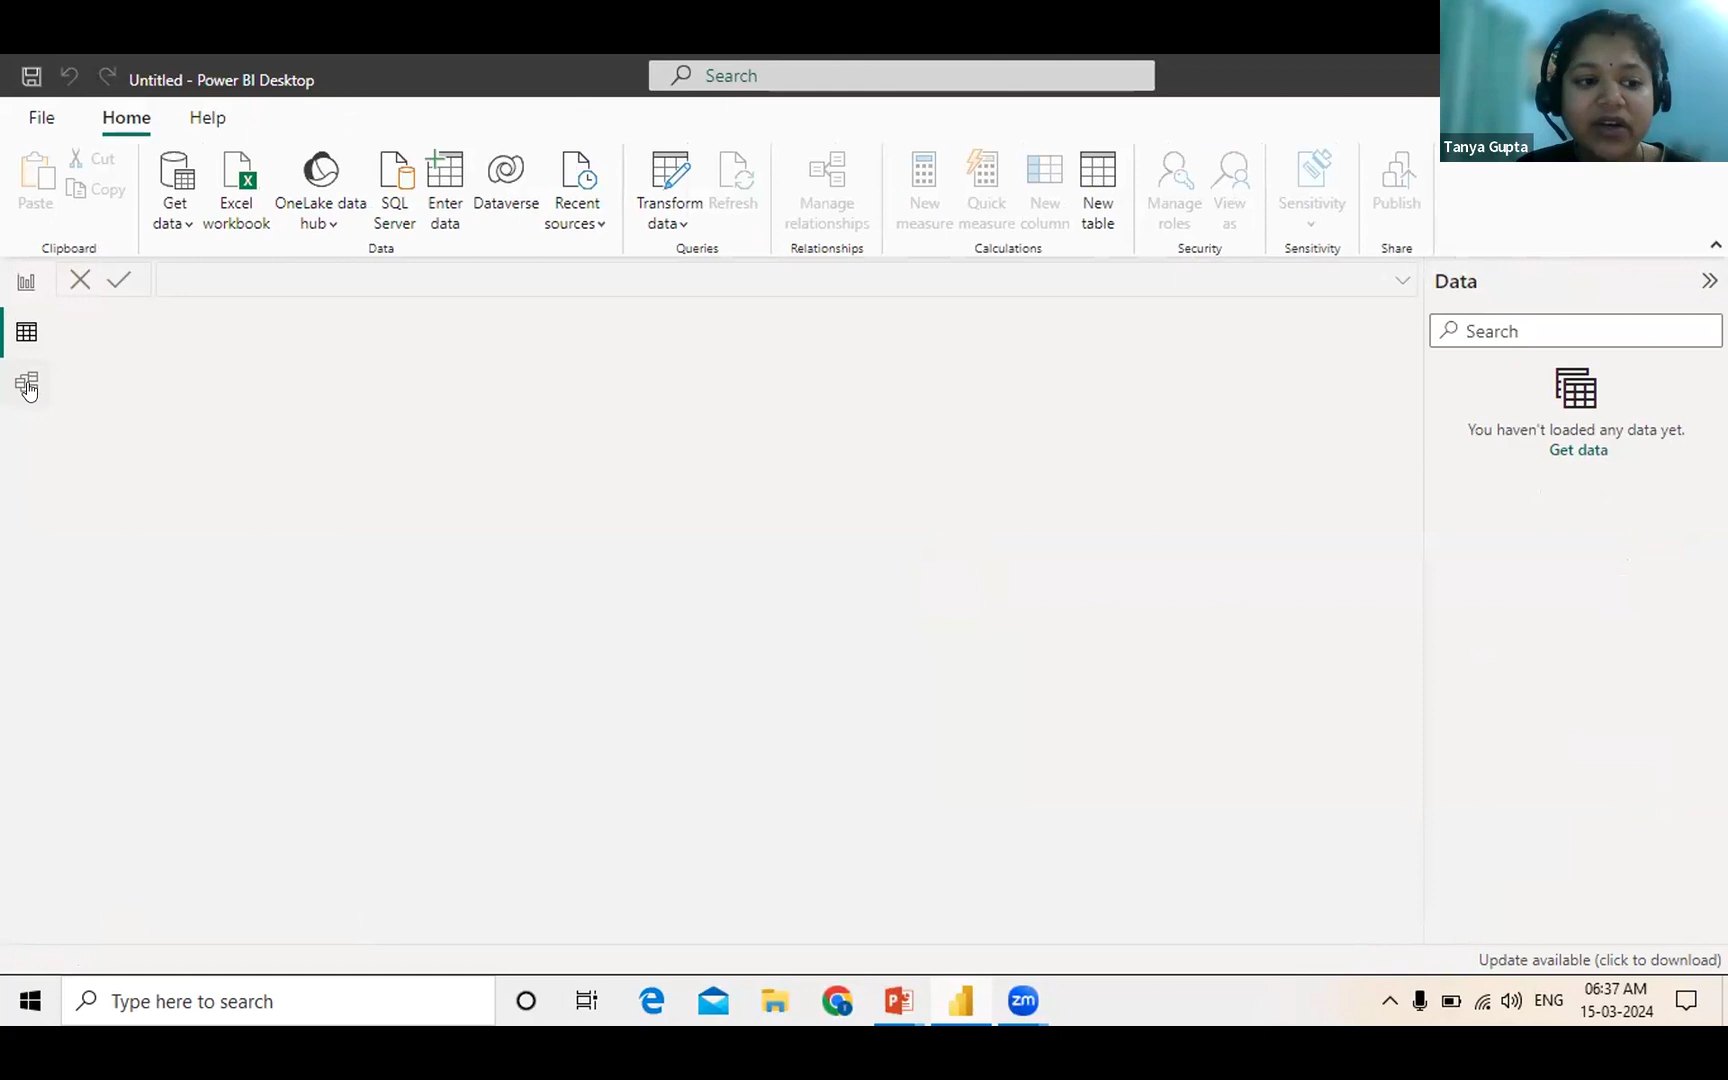 Untitled - Power BI Desktop
Search
Tanya Gupta
File Home Help
Paste
Cut
Copy
Clipboard
Get data
Excel workbook
OneLake data hub
SQL Server
Enter data
Dataverse
Recent sources
Data
Transform data
Refresh
Queries
Manage relationships
Relationships
New measure
Quick measure
New column
New table
Calculations
Manage roles
View as
Security
Sensitivity
Sensitivity
Publish
Share
Data
Search
You haven't loaded any data yet.
Get data
Update available (click to download)
Type here to search
zm
ENG
06:37 AM
15-03-2024